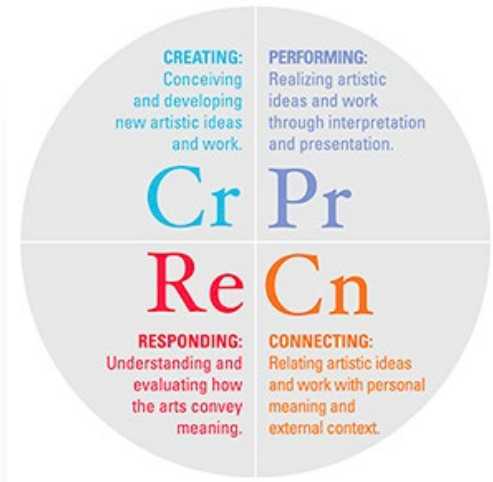 CREATING:
Conceiving
and developing
new artistic ideas
and work.
Cr
PERFORMING:
Realizing artistic
ideas and work
through interpretation
and presentation.
Pr
Re
RESPONDING:
Understanding and
evaluating how
the arts convey
meaning.
Cn
CONNECTING:
Relating artistic ideas
and work with personal
meaning and
external context.